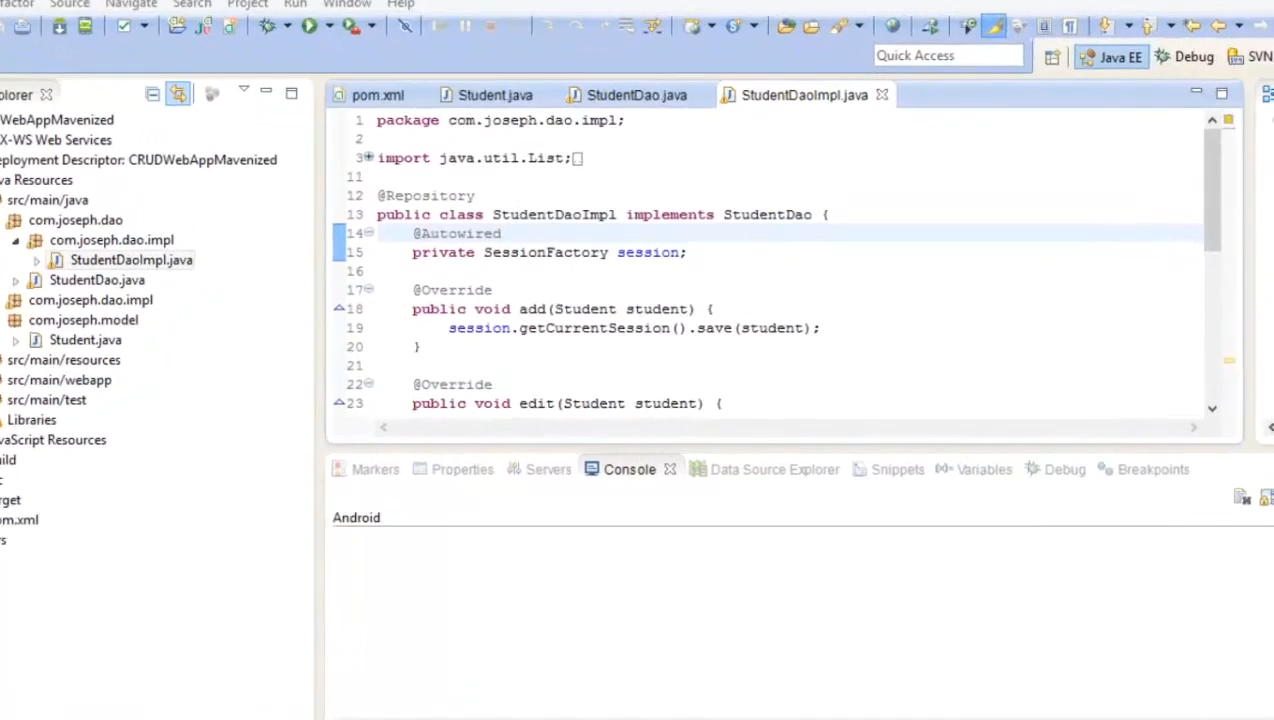 factor Source Navigate Search Project Run Window Help
Quick Access
Java EE
Debug
SVN
plorer
pom.xml
Student.java
StudentDao.java
StudentDaoImpl.java
WebAppMavenized
X-WS Web Services
eployment Descriptor: CRUDWebAppMavenized
va Resources
src/main/java
com.joseph.dao
com.joseph.dao.impl
StudentDaoImpl.java
StudentDao.java
com.joseph.dao.impl
com.joseph.model
Student.java
src/main/resources
src/main/webapp
src/main/test
Libraries
vaScript Resources
ild
c
rget
om.xml
s
1 package com.joseph.dao.impl;
2
3 import java.util.List;
11
12 @Repository
13 public class StudentDaoImpl implements StudentDao {
14 @Autowired
15 private SessionFactory session;
16
17 @Override
18 public void add(Student student) {
19 session.getCurrentSession().save(student);
20 }
21
22 @Override
23 public void edit(Student student) {
Markers
Properties
Servers
Console
Data Source Explorer
Snippets
(x)= Variables
Debug
Breakpoints
Android